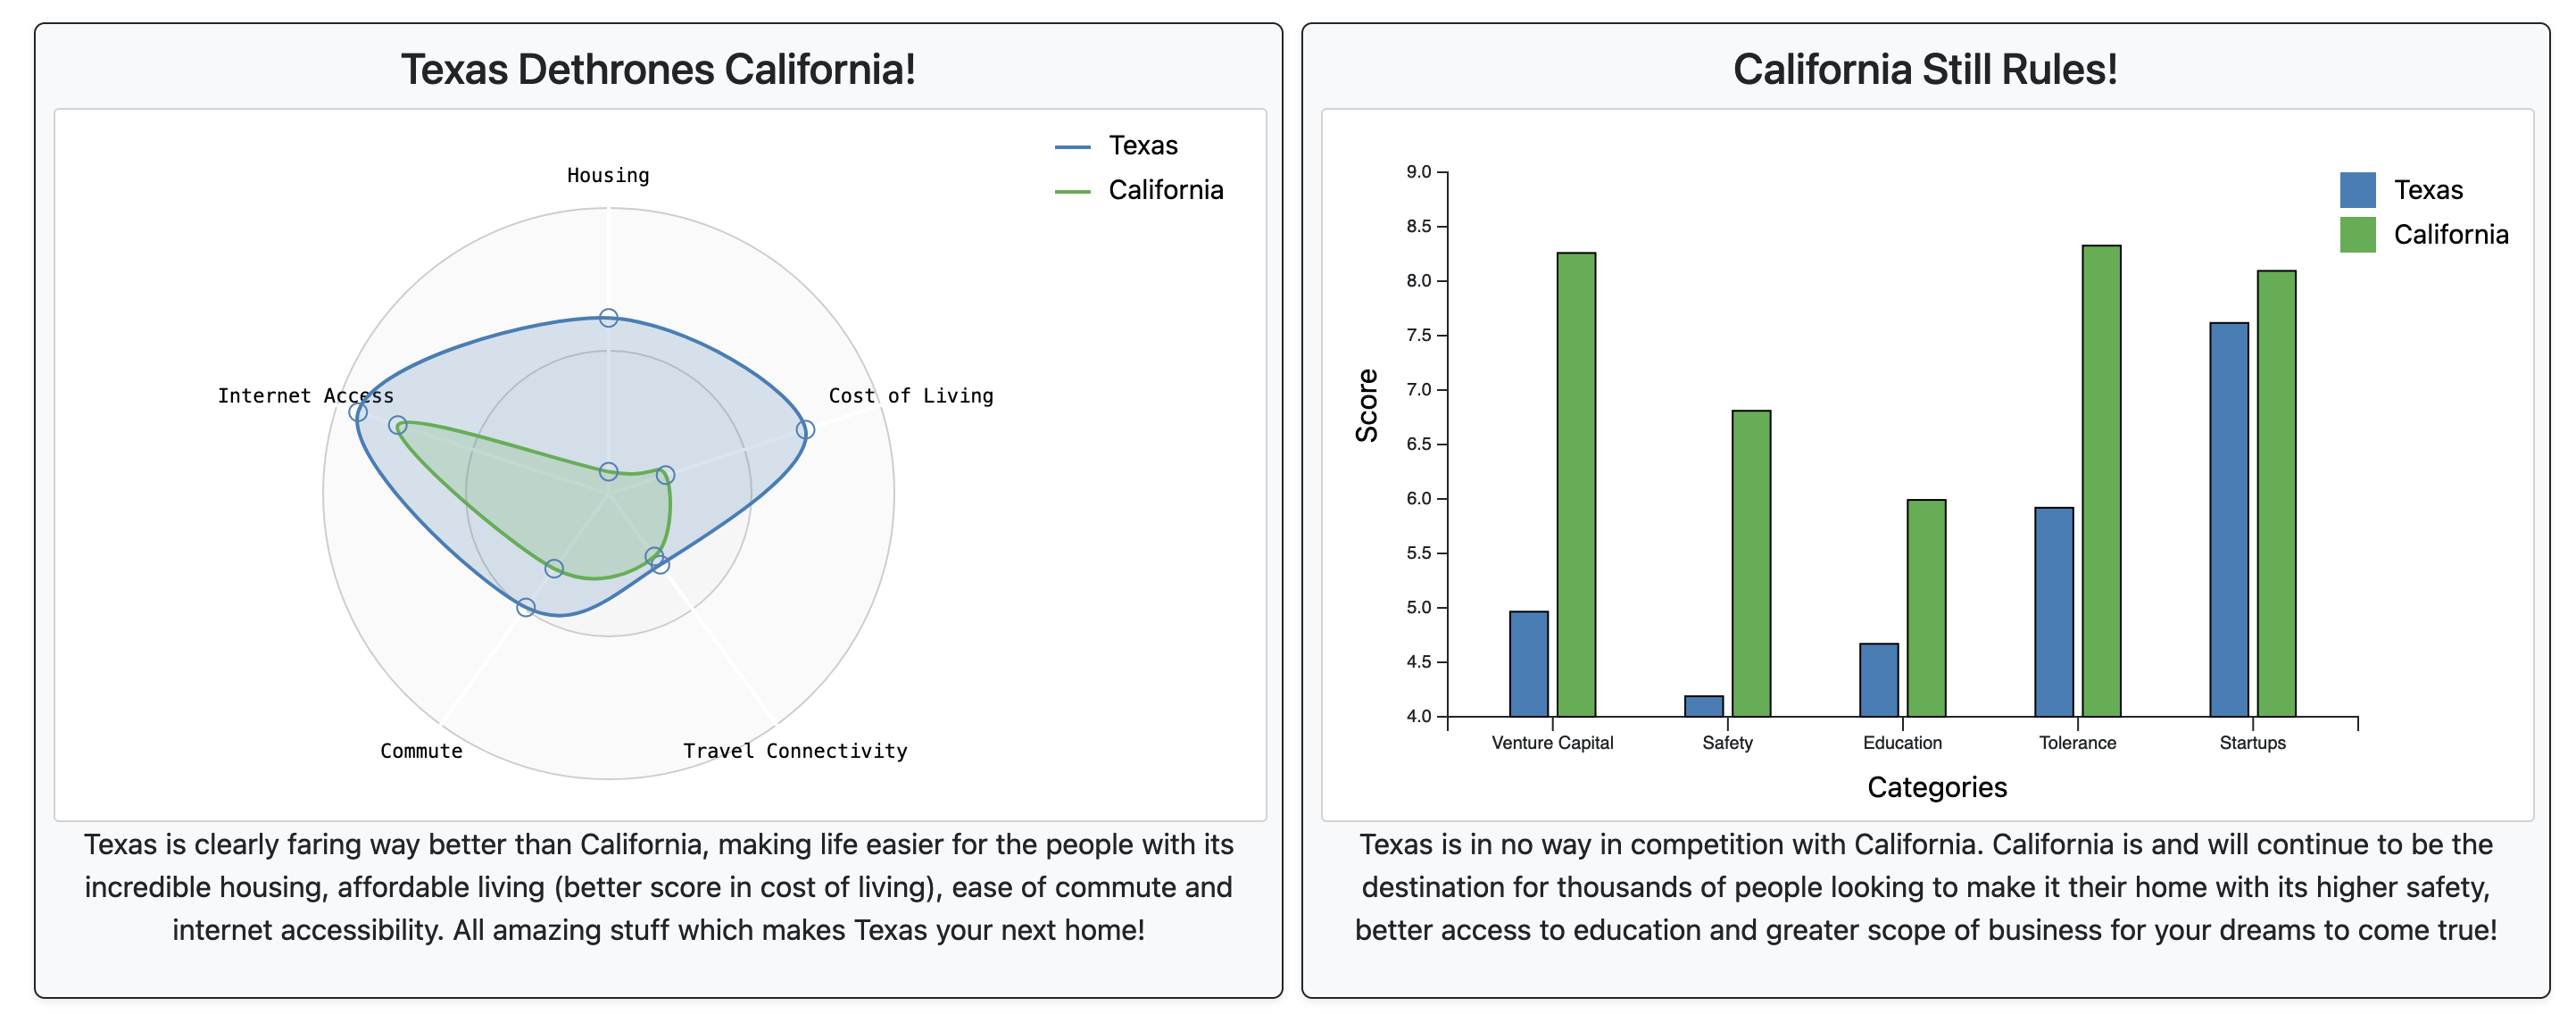 Texas Dethrones California!
Texas
California
Housing
Internet Access
Cost of Living
Commute
Travel Connectivity
Texas is clearly faring way better than California, making life easier for the people with its
incredible housing, affordable living (better score in cost of living), ease of commute and
internet accessibility. All amazing stuff which makes Texas your next home!
California Still Rules!
Texas
California
Score
9.0
8.5
8.0
7.5
7.0
6.5
6.0
5.5
5.0
4.5
4.0
Venture Capital
Safety
Education
Tolerance
Startups
Categories
Texas is in no way in competition with California. California is and will continue to be the
destination for thousands of people looking to make it their home with its higher safety,
better access to education and greater scope of business for your dreams to come true!